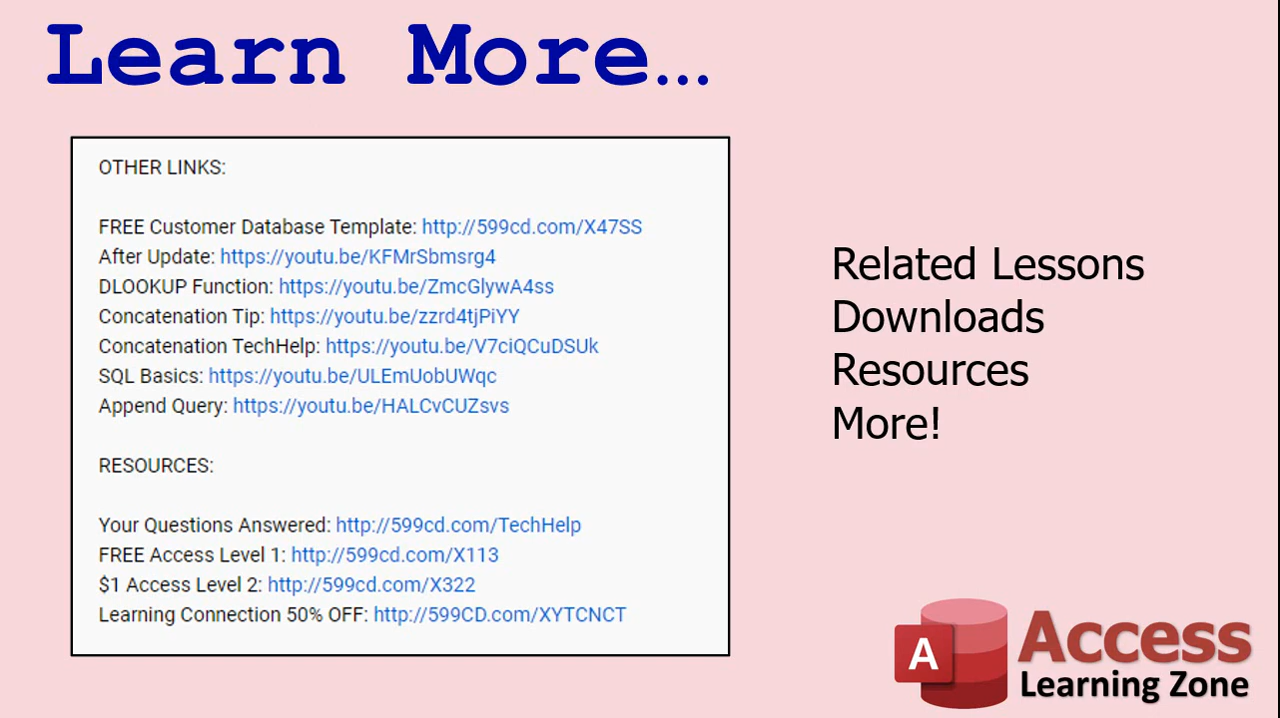 Learn More...
OTHER LINKS:
FREE Customer Database Template: http://599cd.com/X47SS
After Update: https://youtu.be/KFMrSbmsrg4
DLOOKUP Function: https://youtu.be/ZmcGlywA4ss
Concatenation Tip: https://youtu.be/zzrd4tjPiYY
Concatenation TechHelp: https://youtu.be/V7ciQCuDSUk
SQL Basics: https://youtu.be/ULEmUobUWqc
Append Query: https://youtu.be/HALCvCUZsvs
RESOURCES:
Your Questions Answered: http://599cd.com/TechHelp
FREE Access Level 1: http://599cd.com/X113
$1 Access Level 2: http://599cd.com/X322
Learning Connection 50% OFF: http://599CD.com/XYTCNCT
Related Lessons
Downloads
Resources
More!
A
Access
Learning Zone